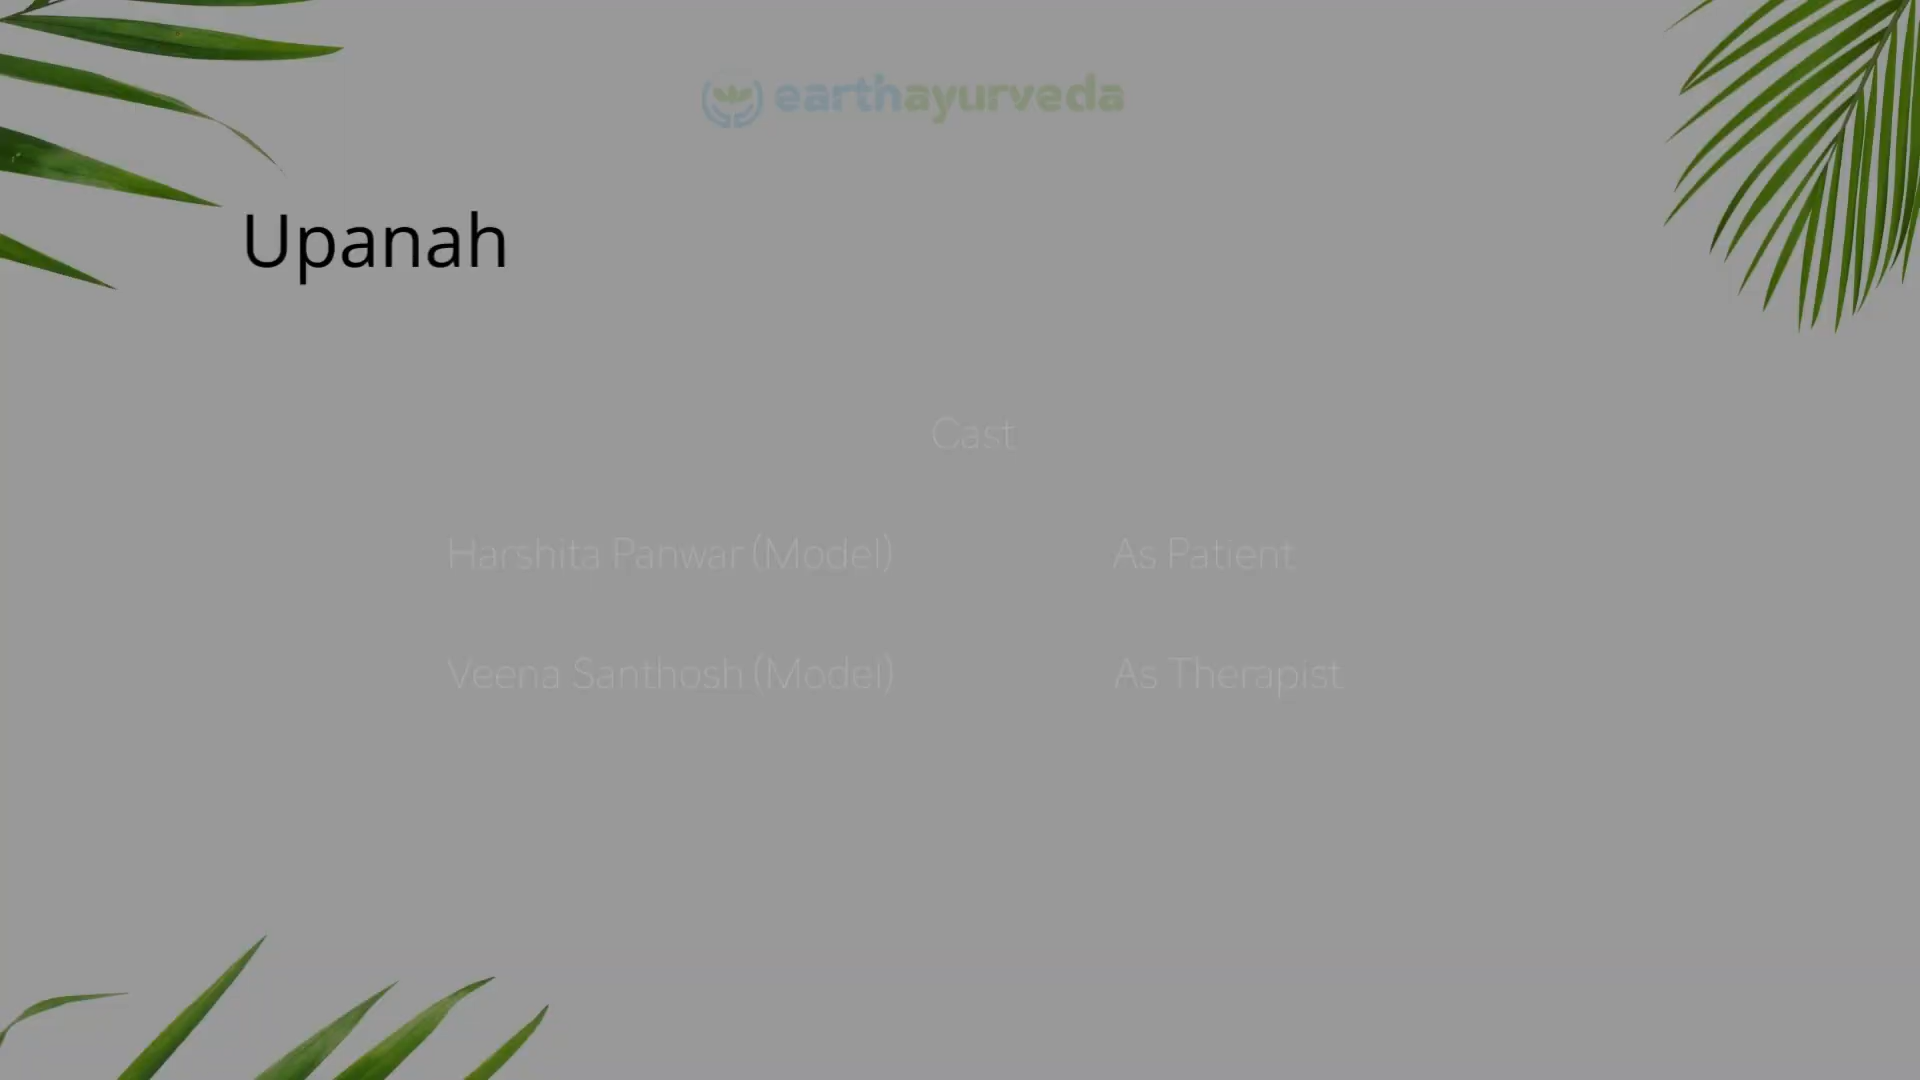 earthayurveda
Upanah
Cast
Harshita Panwar (Model) As Patient
Veena Santhosh (Model) As Therapist